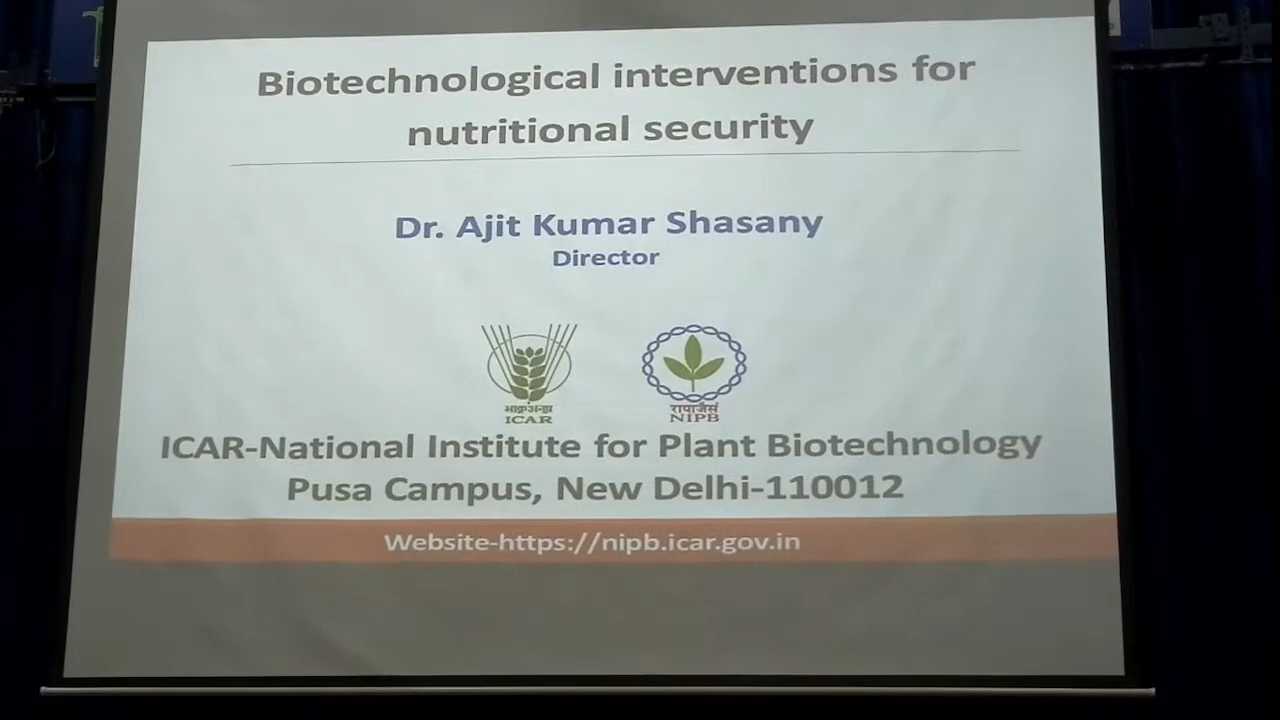 Biotechnological interventions for
nutritional security
Dr. Ajit Kumar Shasany
Director
भाकृअनुप
ICAR
NIPB
ICAR-National Institute for Plant Biotechnology
Pusa Campus, New Delhi-110012
Website-https://nipb.icar.gov.in